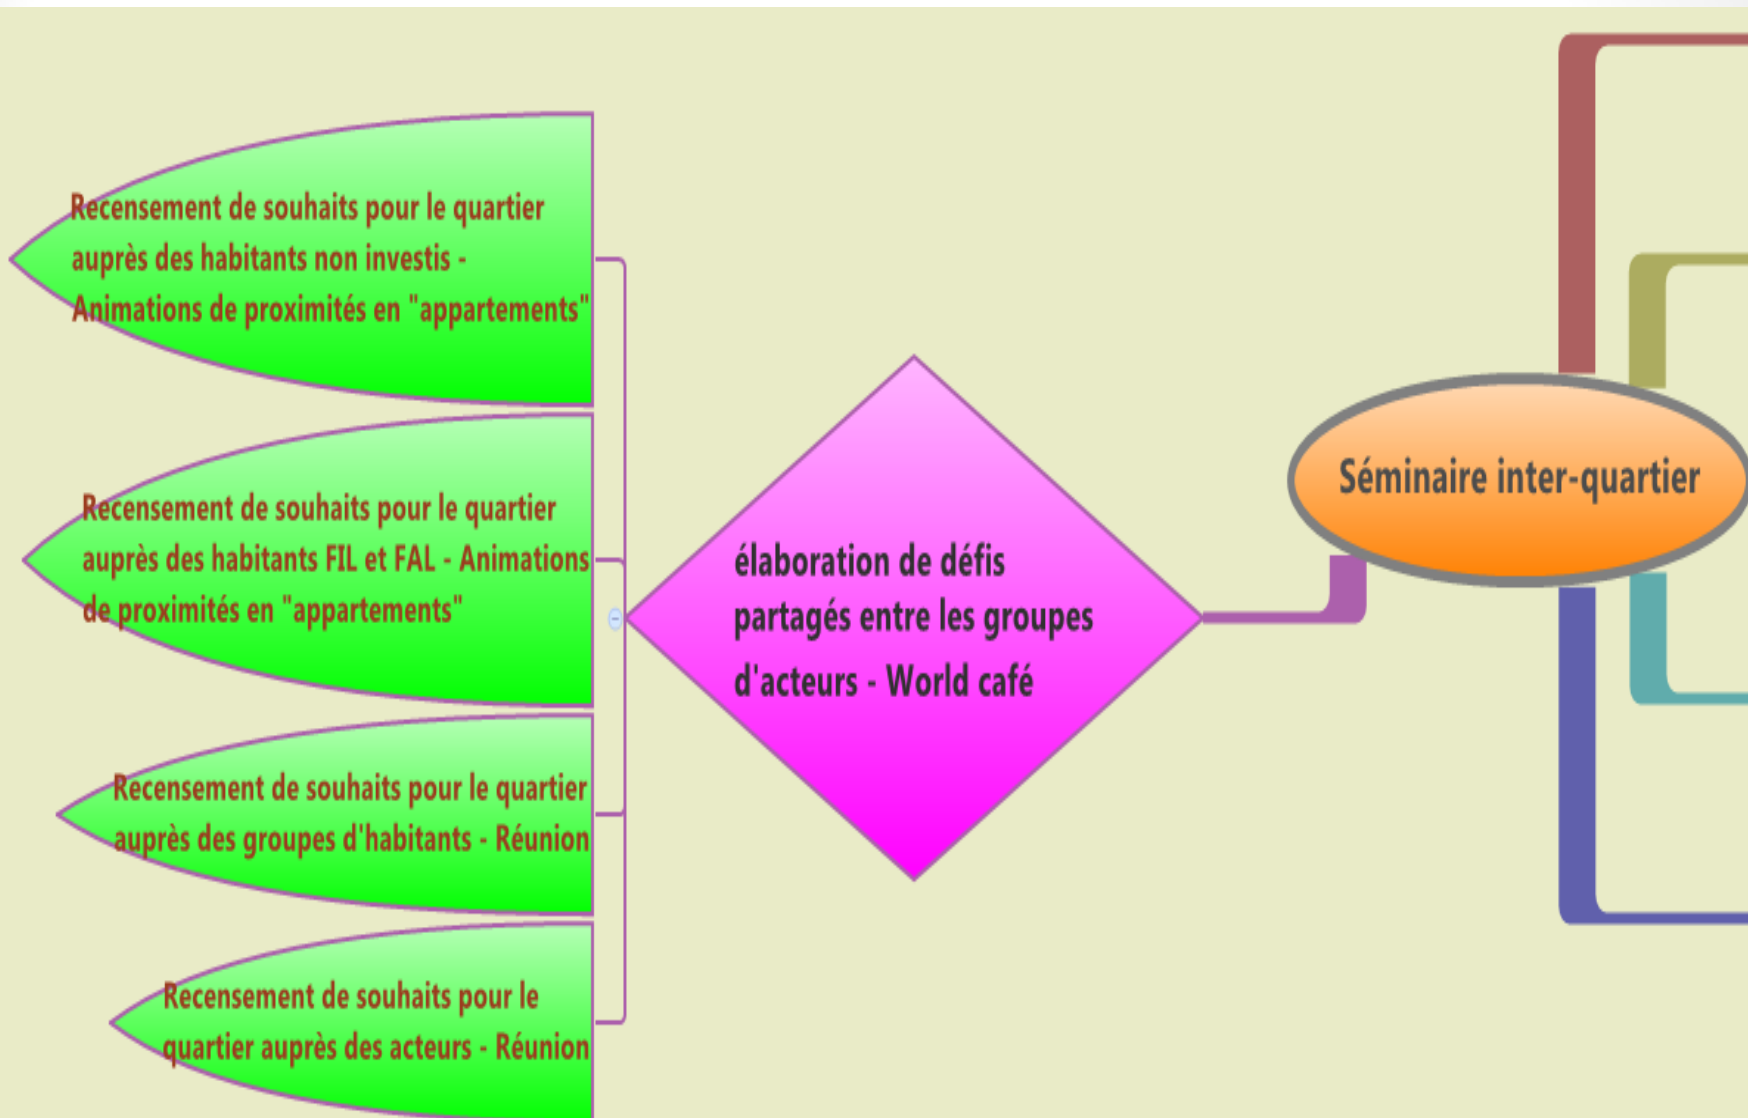 Recensement de souhaits pour le quartier
auprès des habitants non investis -
Animations de proximités en "appartements"
Recensement de souhaits pour le quartier
auprès des habitants FIL et FAL - Animations
de proximités en "appartements"
Recensement de souhaits pour le quartier
auprès des groupes d'habitants - Réunion
Recensement de souhaits pour le
quartier auprès des acteurs - Réunion
élaboration de défis
partagés entre les groupes
d'acteurs - World café
Séminaire inter-quartier